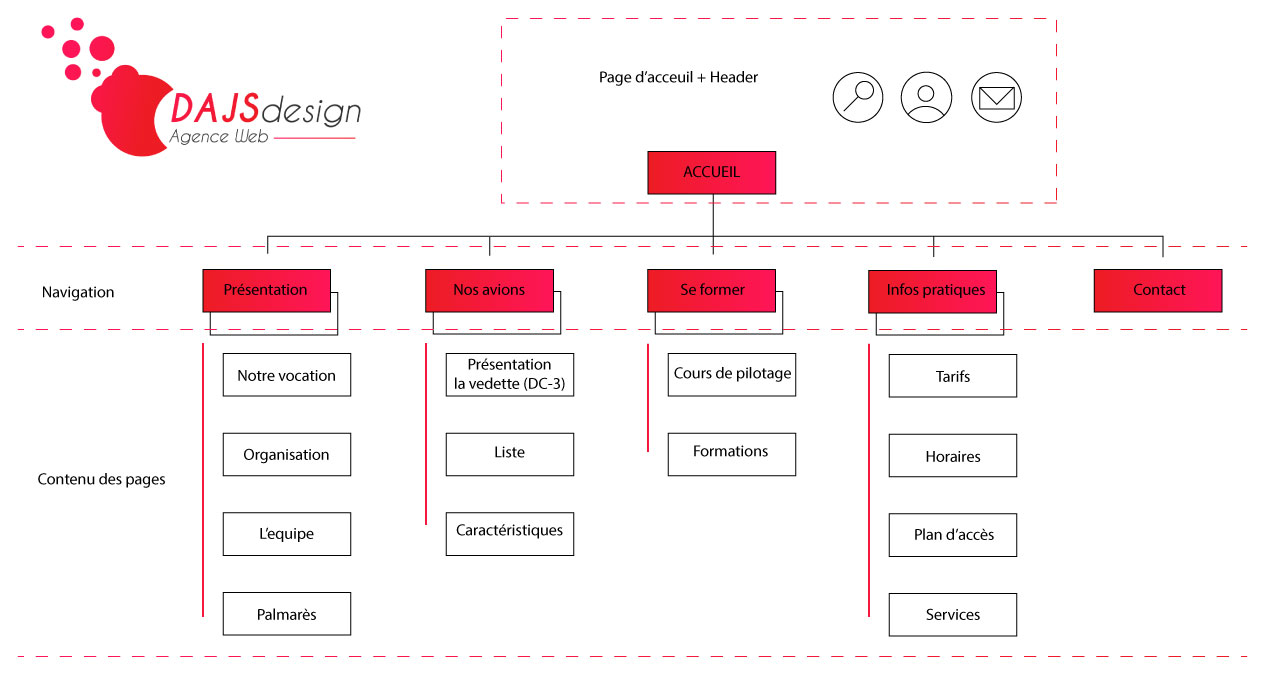 DAJSdesign
Agence Web
Page d'acceuil + Header
ACCUEIL
Navigation
Présentation
Nos avions
Se former
Infos pratiques
Contact
Contenu des pages
Notre vocation
Organisation
L'equipe
Palmarès
Présentation
la vedette (DC-3)
Liste
Caractéristiques
Cours de pilotage
Formations
Tarifs
Horaires
Plan d'accès
Services